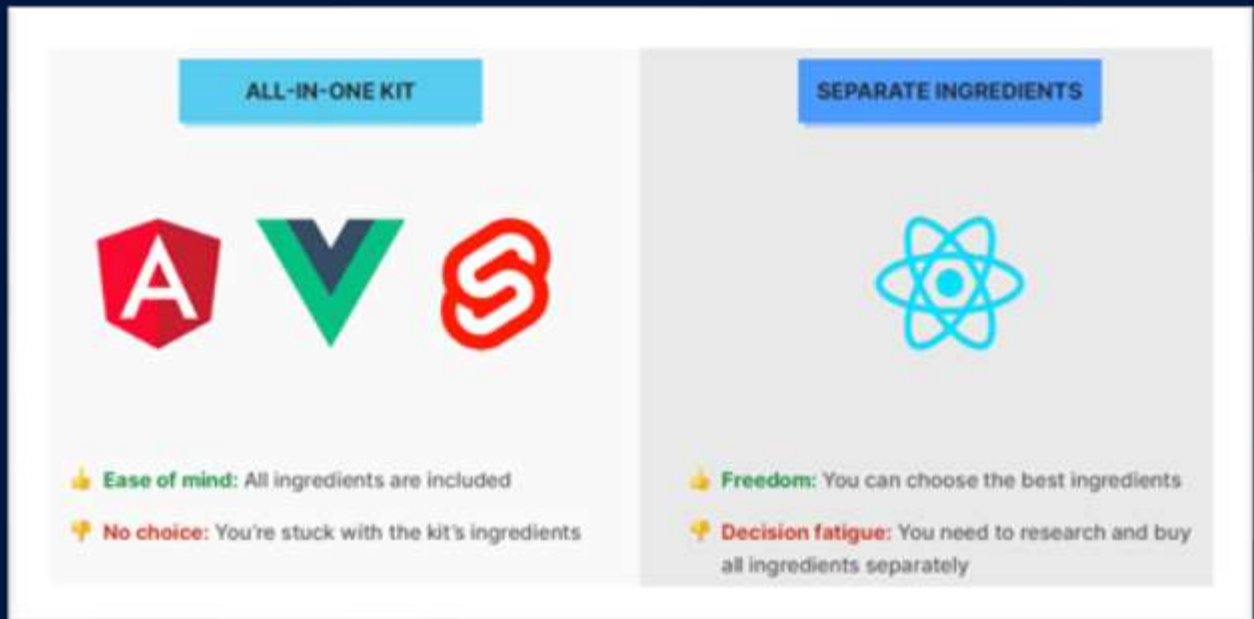 ALL-IN-ONE KIT
A
👍 Ease of mind: All ingredients are included
👎 No choice: You're stuck with the kit's ingredients
SEPARATE INGREDIENTS
👍 Freedom: You can choose the best ingredients
👎 Decision fatigue: You need to research and buy
all ingredients separately